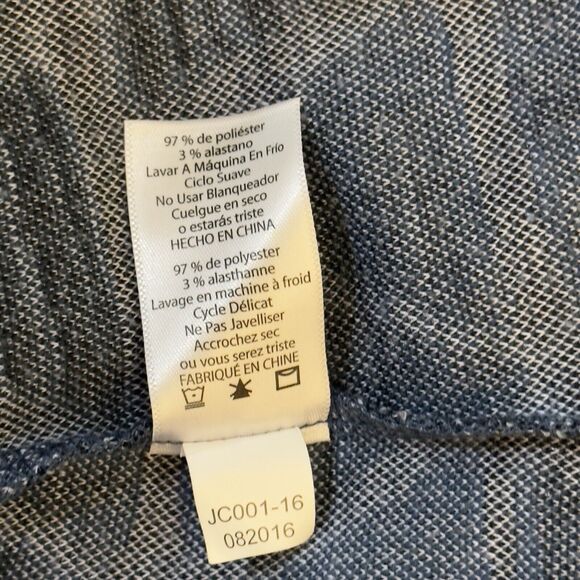 97 % de poliéster
3 % alastano
Lavar A Máquina En Frío
Ciclo Suave
No Usar Blanqueador
Cuelgue en seco
o estarás triste
HECHO EN CHINA
97 % de polyester
3 % alasthanne
Lavage en machine à froid
Cycle Délicat
Ne Pas Javelliser
Accrochez sec
ou vous serez triste
FABRIQUÉ EN CHINE
JC001-16
082016